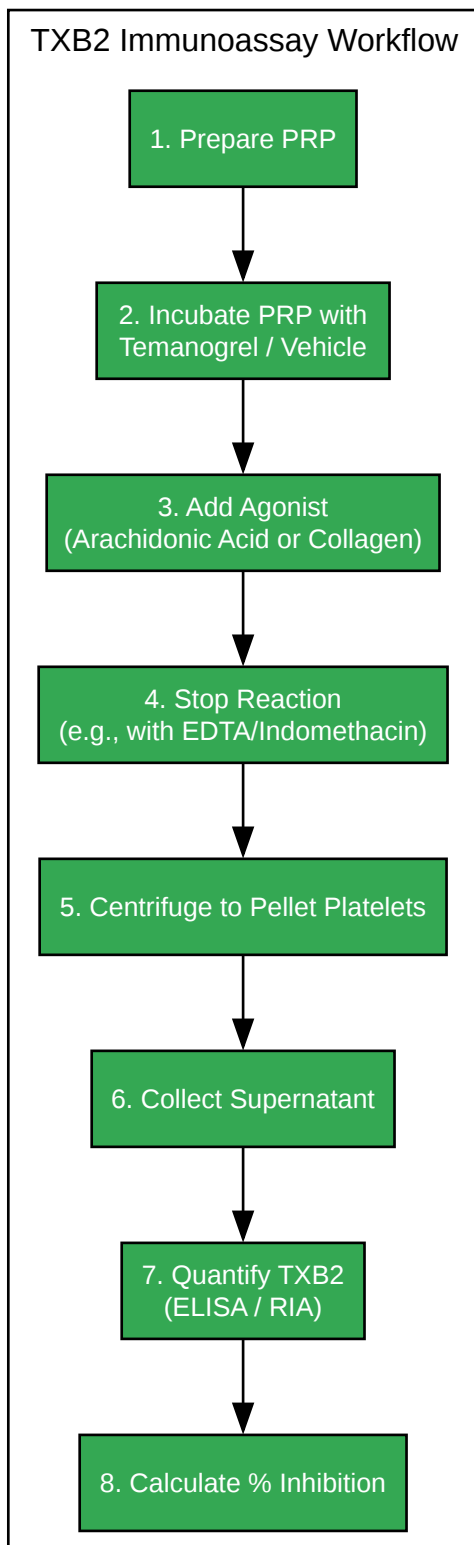 TXB2 Immunoassay Workflow
1. Prepare PRP
2. Incubate PRP with
Temanogrel / Vehicle
3. Add Agonist
(Arachidonic Acid or Collagen)
4. Stop Reaction
(e.g., with EDTA/Indomethacin)
5. Centrifuge to Pellet Platelets
6. Collect Supernatant
7. Quantify TXB2
(ELISA / RIA)
8. Calculate % Inhibition